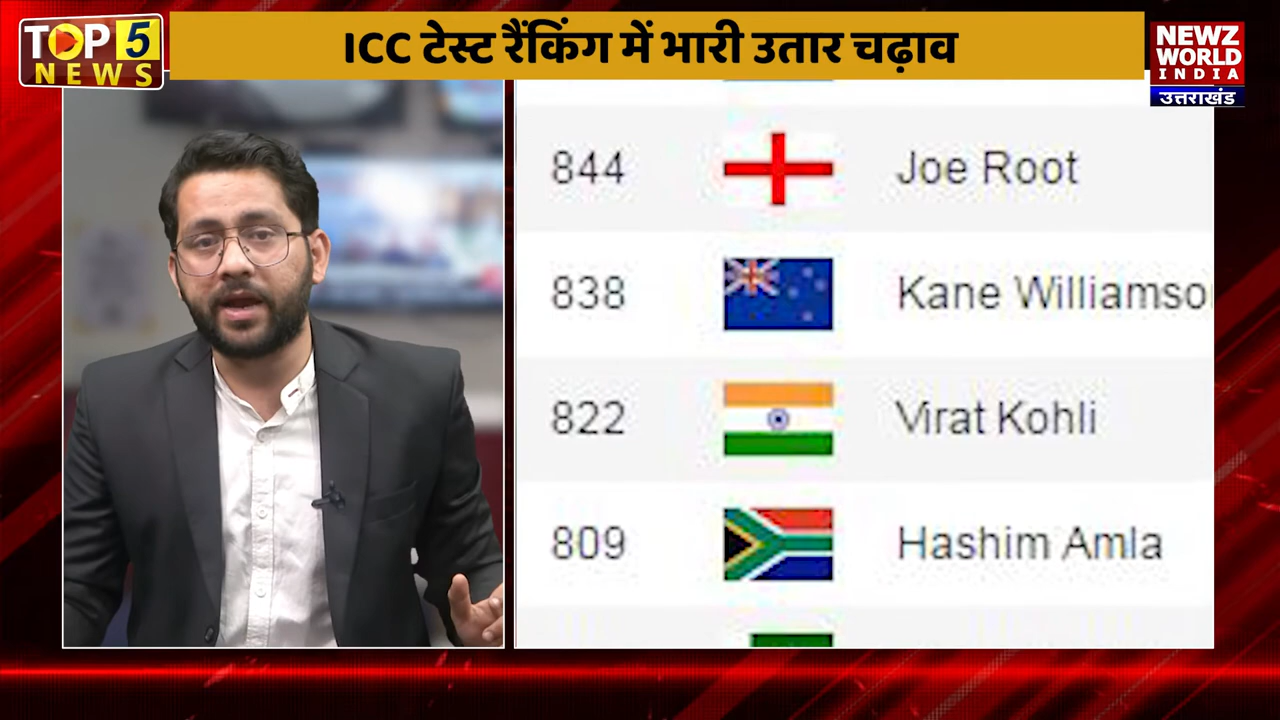 TOP 5
NEWS
ICC टेस्ट रैंकिंग में भारी उतार चढ़ाव
NEWZ
WORLD
INDIA
उत्तराखंड
844 Joe Root
838 Kane Williamso
822 Virat Kohli
809 Hashim Amla